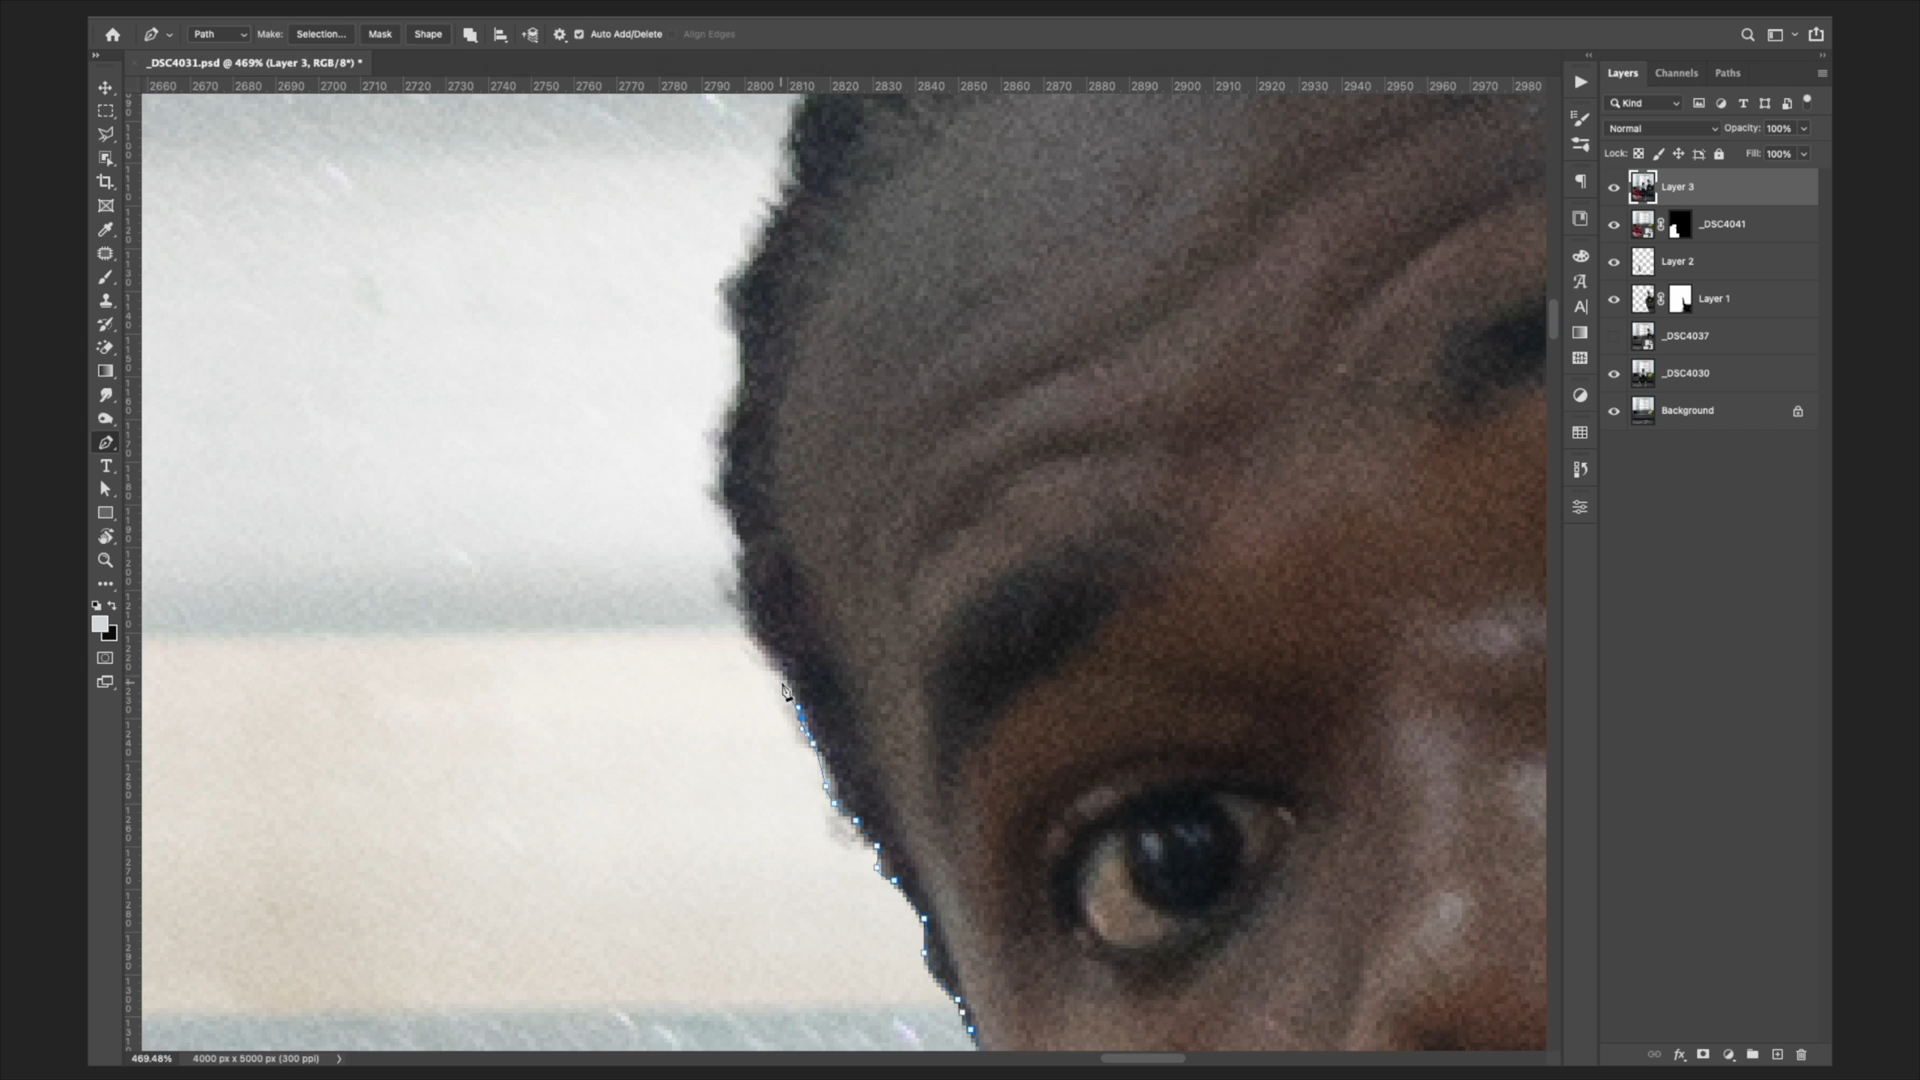 Path
Make:
Selection...
Mask
Shape
Auto Add/Delete
Align Edges
_DSC4031.psd @ 469% (Layer 3, RGB/8*) *
2660 2670 2680 2690 2700 2710 2720 2730 2740 2750 2760 2770 2780 2790 2800 2810 2820 2830 2840 2850 2860 2870 2880 2890 2900 2910 2920 2930 2940 2950 2960 2970 2980
Layers
Channels
Paths
Kind
Normal
Opacity: 100%
Lock:
Fill: 100%
Layer 3
_DSC4041
Layer 2
Layer 1
_DSC4037
_DSC4030
Background
469.48%
4000 px x 5000 px (300 ppi)